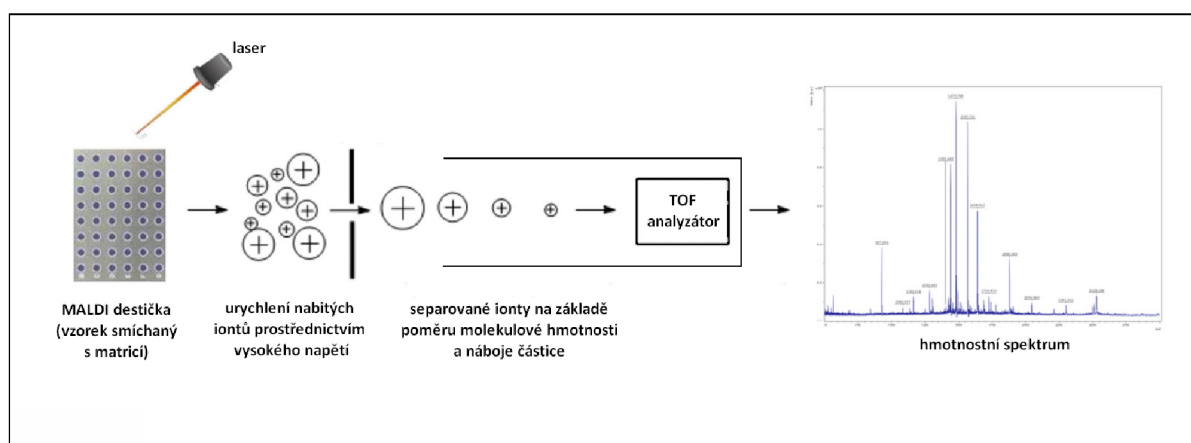 laser
TOF
analyzátor
MALDI destička
(vzorek smíchaný
s matricí)
urychlení nabitých
iontů prostřednictvím
vysokého napětí
separované ionty na základě
poměru molekulové hmotnosti
a náboje částice
hmotnostní spektrum